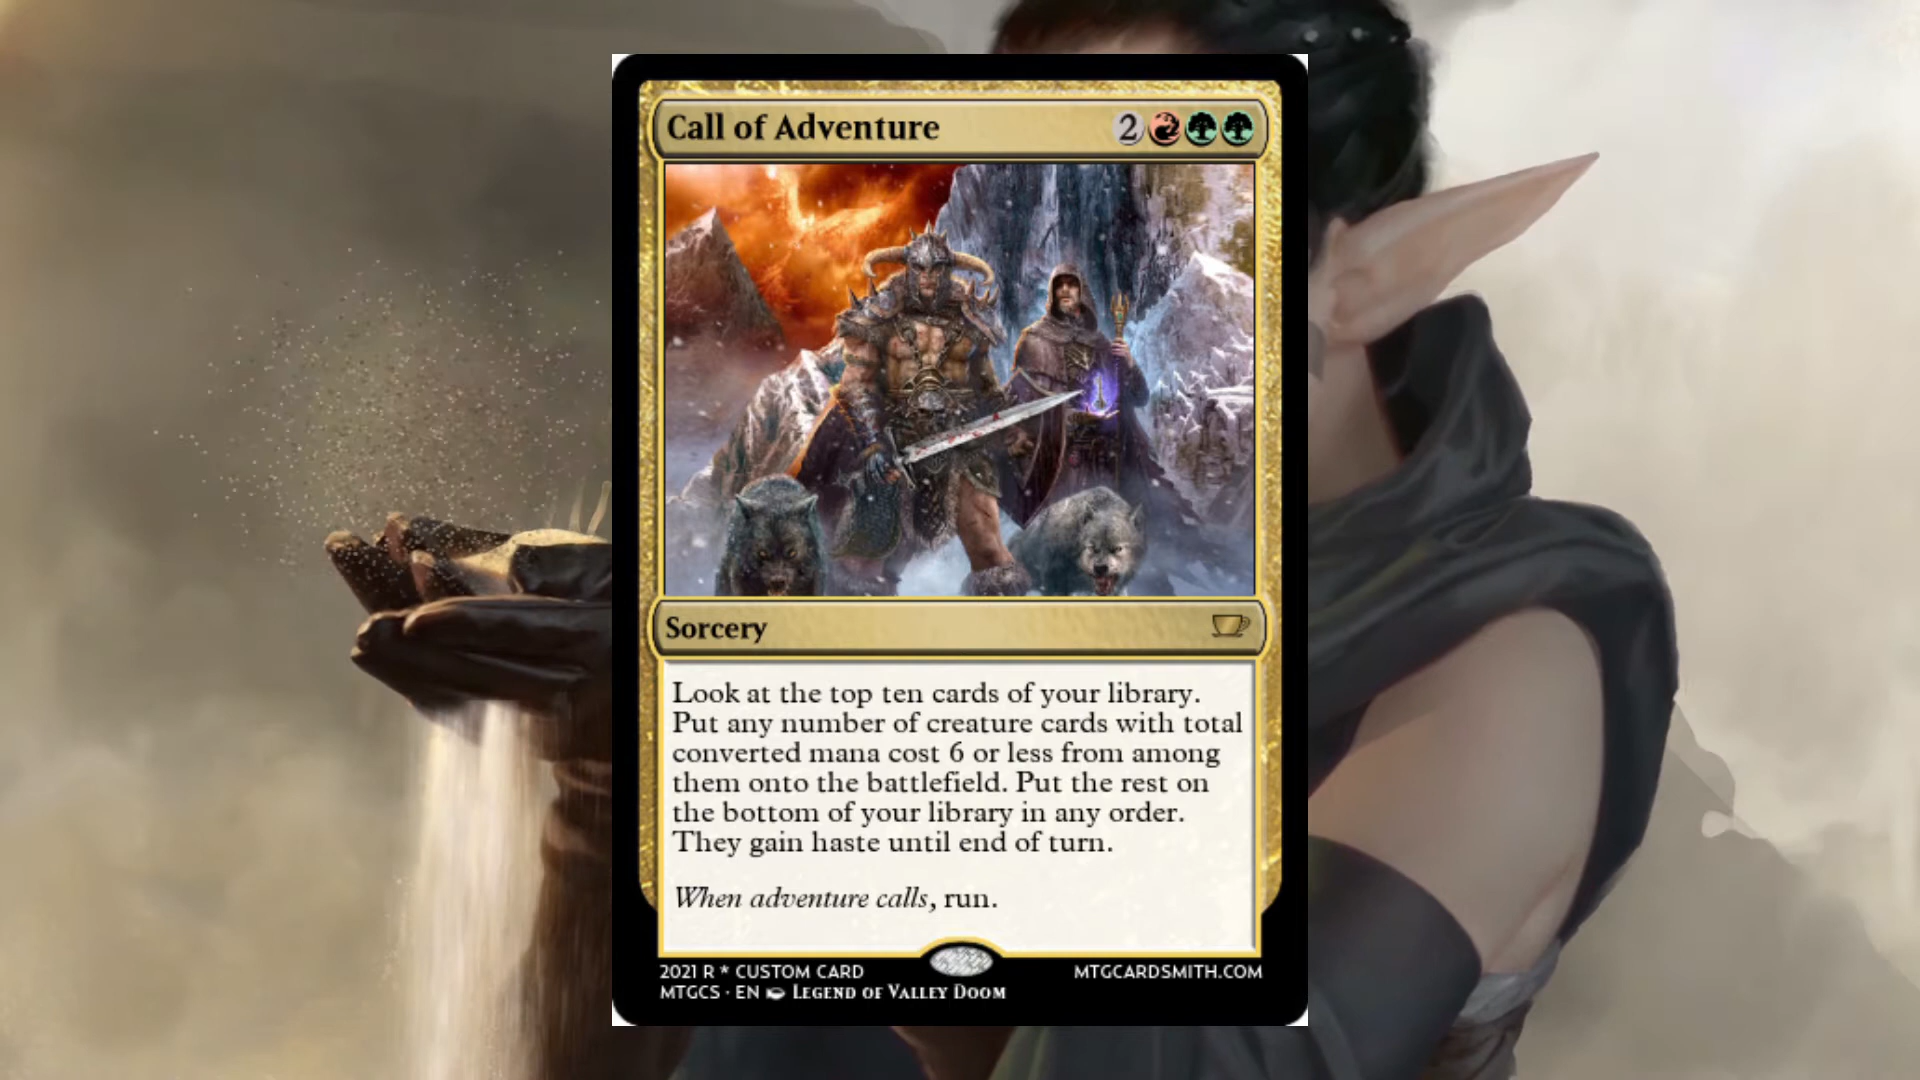 Call of Adventure 2
Sorcery
Look at the top ten cards of your library.
Put any number of creature cards with total
converted mana cost 6 or less from among
them onto the battlefield. Put the rest on
the bottom of your library in any order.
They gain haste until end of turn.
When adventure calls, run.
2021 R * CUSTOM CARD
MTGCARDSMITH.COM
MTGCS · EN LEGEND OF VALLEY DOOM